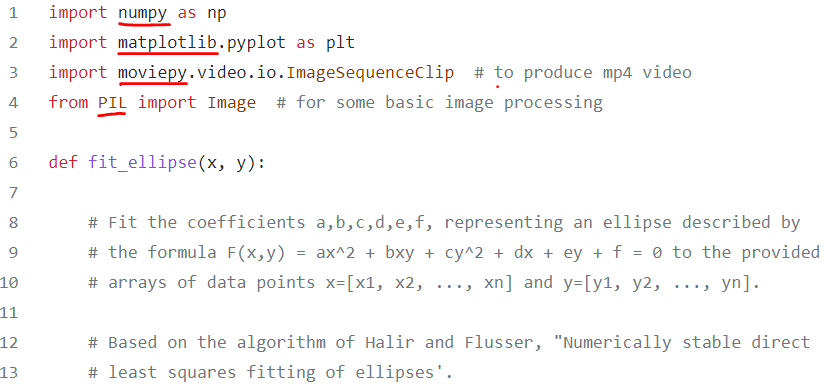 1 import numpy as np
2 import matplotlib.pyplot as plt
3 import moviepy.video.io.ImageSequenceClip  # to produce mp4 video
4 from PIL import Image  # for some basic image processing
5
6 def fit_ellipse(x, y):
7
8     # Fit the coefficients a,b,c,d,e,f, representing an ellipse described by
9     # the formula F(x,y) = ax^2 + bxy + cy^2 + dx + ey + f = 0 to the provided
10     # arrays of data points x=[x1, x2, ..., xn] and y=[y1, y2, ..., yn].
11
12     # Based on the algorithm of Halir and Flusser, "Numerically stable direct
13     # least squares fitting of ellipses'.